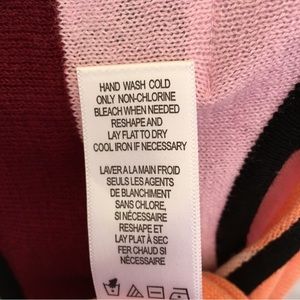 HAND WASH COLD
ONLY NON-CHLORINE
BLEACH WHEN NEEDED
RESHAPE AND
LAY FLAT TO DRY
COOL IRON IF NECESSARY
LAVER A LA MAIN FROID
SEULS LES AGENTS
DE BLANCHIMENT
SANS CHLORE,
SI NÉCESSAIRE
RESHAPE ET
LAY PLAT À SEC
FER CHAUD SI
NÉCESSAIRE